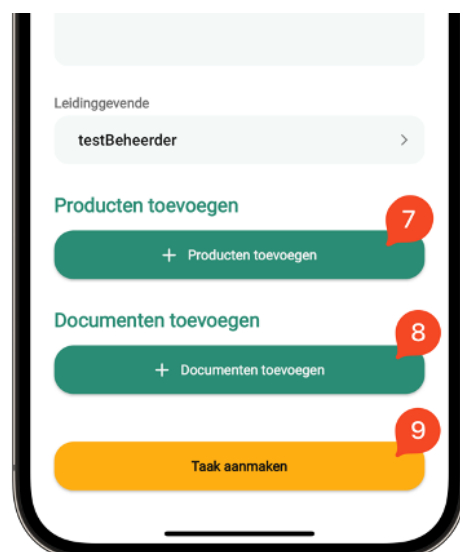 Leidinggevende
testBeheerder
Producten toevoegen
7
+ Producten toevoegen
Documenten toevoegen
8
+ Documenten toevoegen
9
Taak aanmaken